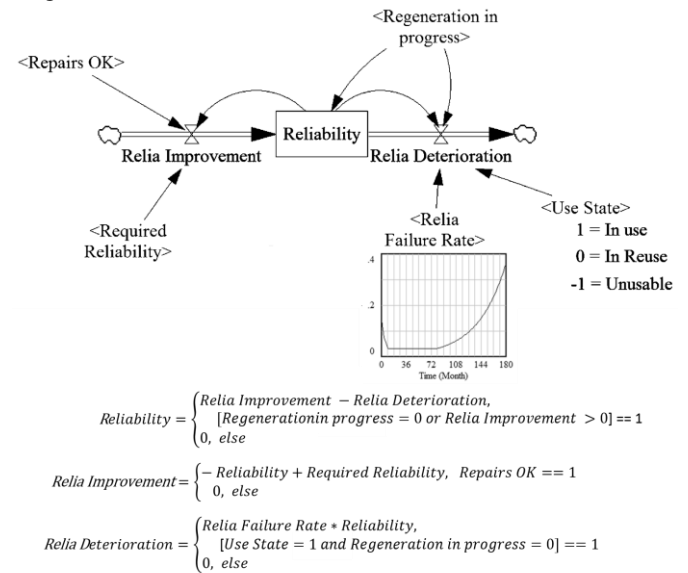 <Regeneration in
progress>
<Repairs OK>
Reliability
Relia Improvement
Relia Deterioration
<Required
Reliability>
<Relia
Failure Rate>
<Use State>
1 = In use
0 = In Reuse
-1 = Unusable
.4
.2
0
0 36 72 108 144 180
Time (Month)
Reliability = {Relia Improvement − Relia Deterioration,
[Regenerationin progress = 0 or Relia Improvement > 0] == 1
0, else
Relia Improvement = {− Reliability + Required Reliability, Repairs OK == 1
0, else
Relia Deterioration = {Relia Failure Rate * Reliability,
[Use State = 1 and Regeneration in progress = 0] == 1
0, else